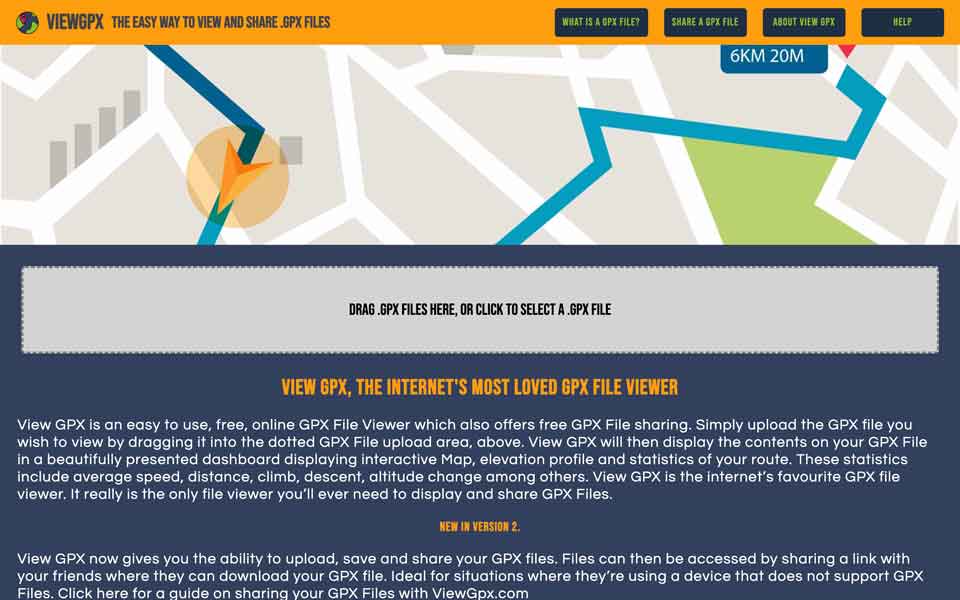 VIEWGPX THE EASY WAY TO VIEW AND SHARE .GPX FILES
WHAT IS A GPX FILE?
SHARE A GPX FILE
ABOUT VIEW GPX
HELP
6KM 20M
DRAG .GPX FILES HERE, OR CLICK TO SELECT A .GPX FILE
VIEW GPX, THE INTERNET'S MOST LOVED GPX FILE VIEWER
View GPX is an easy to use, free, online GPX File Viewer which also offers free GPX File sharing. Simply upload the GPX file you
wish to view by dragging it into the dotted GPX File upload area, above. View GPX will then display the contents on your GPX File
in a beautifully presented dashboard displaying interactive Map, elevation profile and statistics of your route. These statistics
include average speed, distance, climb, descent, altitude change among others. View GPX is the internet's favourite GPX file
viewer. It really is the only file viewer you'll ever need to display and share GPX Files.
NEW IN VERSION 2.
View GPX now gives you the ability to upload, save and share your GPX files. Files can then be accessed by sharing a link with
your friends where they can download your GPX file. Ideal for situations where they're using a device that does not support GPX
Files. Click here for a guide on sharing your GPX Files with ViewGpx.com